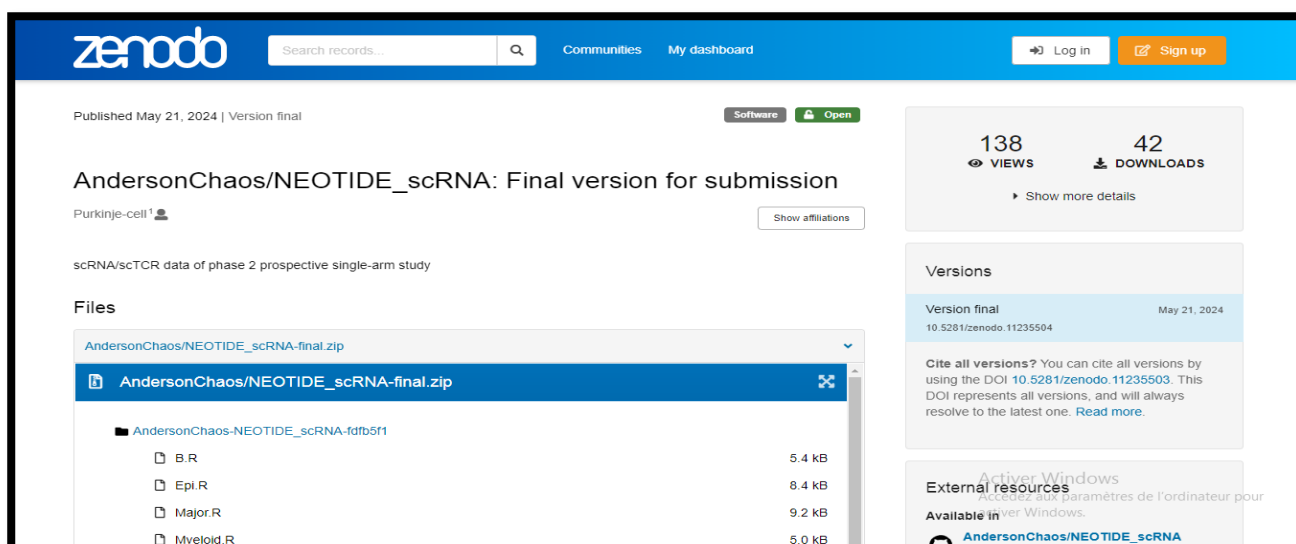 zenodo
Search records...
Communities
My dashboard
Log in
Sign up
Published May 21, 2024 | Version final
Software
Open
AndersonChaos/NEOTIDE_scRNA: Final version for submission
Purkinje-cell1
Show affiliations
scRNA/scTCR data of phase 2 prospective single-arm study
Files
AndersonChaos/NEOTIDE_scRNA-final.zip
AndersonChaos/NEOTIDE_scRNA-final.zip
AndersonChaos-NEOTIDE_scRNA-fdfb5f1
B.R 5.4 kB
Epi.R 8.4 kB
Major.R 9.2 kB
Myeloid.R 5.0 kB
138 42
VIEWS DOWNLOADS
Show more details
Versions
Version final May 21, 2024
10.5281/zenodo.11235504
Cite all versions? You can cite all versions by
using the DOI 10.5281/zenodo.11235503. This
DOI represents all versions, and will always
resolve to the latest one. Read more.
External resources
Available in
AndersonChaos/NEOTIDE_scRNA
Activer Windows
Accédez aux paramètres de l'ordinateur pour
activer Windows.